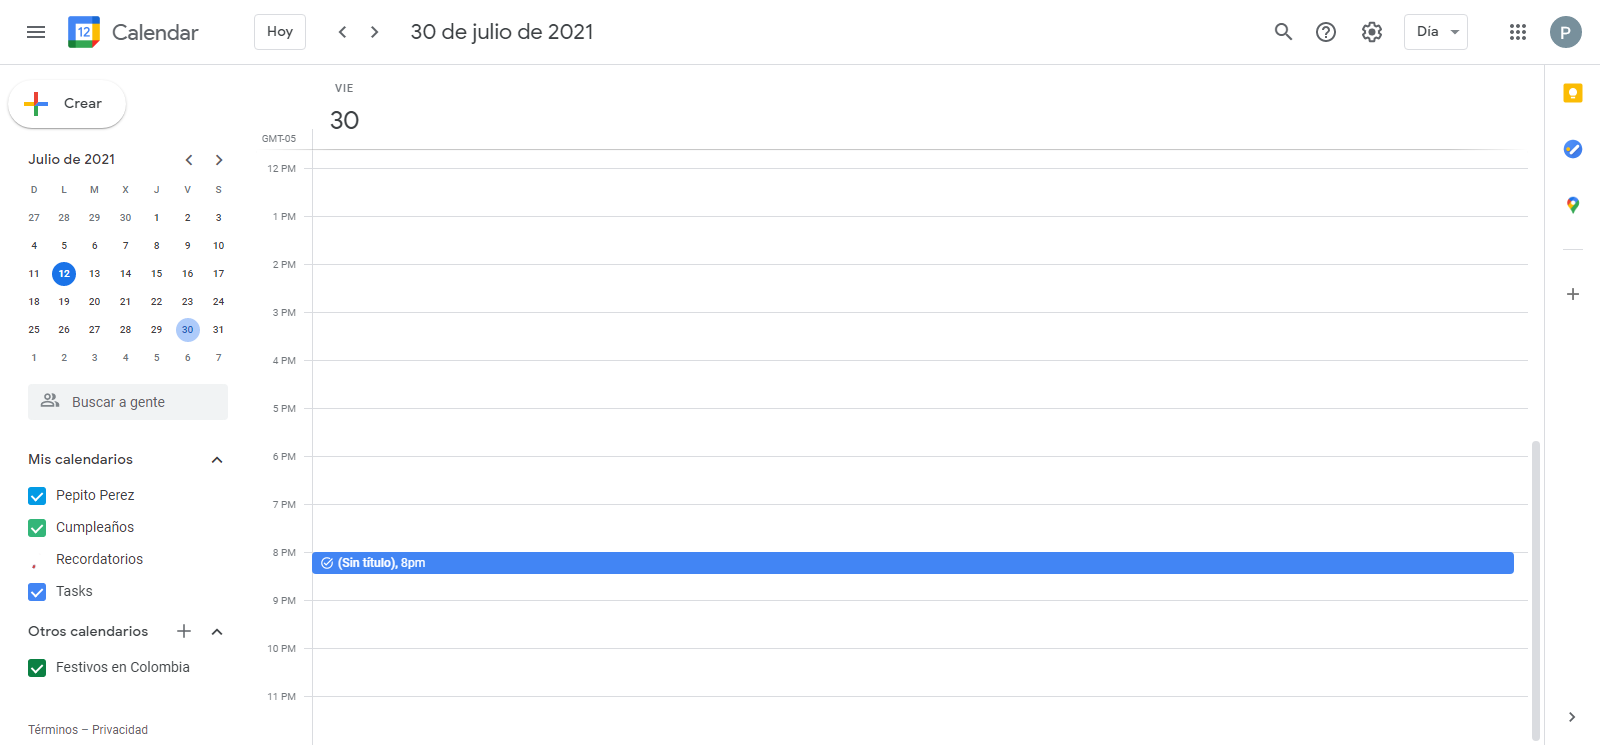 12 Calendar
Hoy
30 de julio de 2021
Día
P
Crear
Julio de 2021
D L M X J V S
27 28 29 30 1 2 3
4 5 6 7 8 9 10
11 12 13 14 15 16 17
18 19 20 21 22 23 24
25 26 27 28 29 30 31
1 2 3 4 5 6 7
Buscar a gente
Mis calendarios
Pepito Perez
Cumpleaños
Recordatorios
Tasks
Otros calendarios
Festivos en Colombia
Términos – Privacidad
VIE
30
GMT-05
12 PM
1 PM
2 PM
3 PM
4 PM
5 PM
6 PM
7 PM
8 PM
(Sin título), 8pm
9 PM
10 PM
11 PM